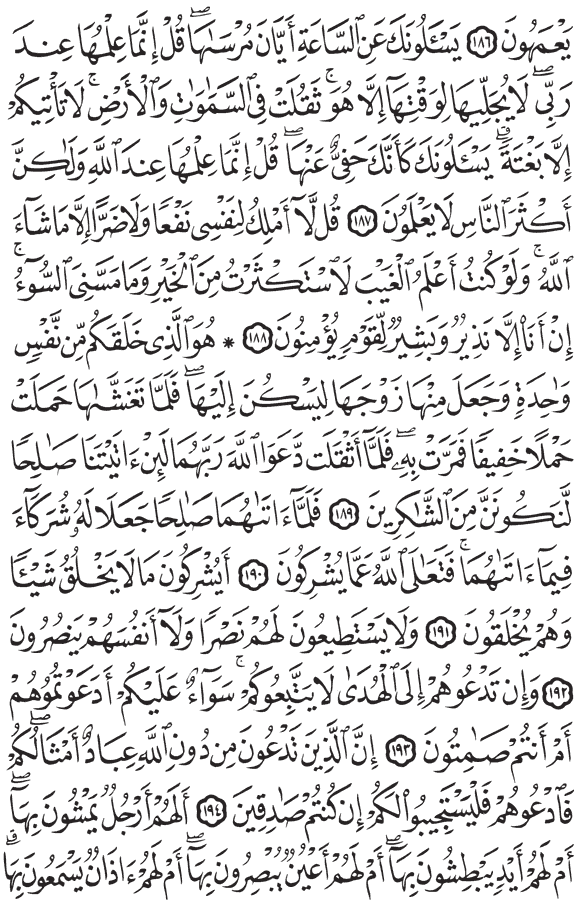 يَعْمَهُونَ ١٨٦ يَسْـَٔلُونَكَ عَنِ ٱلسَّاعَةِ أَيَّانَ مُرْسَىٰهَا ۖ قُلْ إِنَّمَا عِلْمُهَا عِندَ
رَبِّى ۖ لَا يُجَلِّيهَا لِوَقْتِهَآ إِلَّا هُوَ ۚ ثَقُلَتْ فِى ٱلسَّمَـٰوَٰتِ وَٱلْأَرْضِ ۚ لَا تَأْتِيكُمْ
إِلَّا بَغْتَةً ۗ يَسْـَٔلُونَكَ كَأَنَّكَ حَفِىٌّ عَنْهَا ۖ قُلْ إِنَّمَا عِلْمُهَا عِندَ ٱللَّهِ وَلَـٰكِنَّ
أَكْثَرَ ٱلنَّاسِ لَا يَعْلَمُونَ ١٨٧ قُل لَّآ أَمْلِكُ لِنَفْسِى نَفْعًا وَلَا ضَرًّا إِلَّا مَا شَآءَ
ٱللَّهُ ۚ وَلَوْ كُنتُ أَعْلَمُ ٱلْغَيْبَ لَٱسْتَكْثَرْتُ مِنَ ٱلْخَيْرِ وَمَا مَسَّنِىَ ٱلسُّوٓءُ ۚ
إِنْ أَنَا۠ إِلَّا نَذِيرٌ وَبَشِيرٌ لِّقَوْمٍ يُؤْمِنُونَ ١٨٨ * هُوَ ٱلَّذِى خَلَقَكُم مِّن نَّفْسٍ
وَٰحِدَةٍ وَجَعَلَ مِنْهَا زَوْجَهَا لِيَسْكُنَ إِلَيْهَا ۖ فَلَمَّا تَغَشَّىٰهَا حَمَلَتْ
حَمْلًا خَفِيفًا فَمَرَّتْ بِهِۦ ۖ فَلَمَّآ أَثْقَلَت دَّعَوَا ٱللَّهَ رَبَّهُمَا لَئِنْ ءَاتَيْتَنَا صَـٰلِحًا
لَّنَكُونَنَّ مِنَ ٱلشَّـٰكِرِينَ ١٨٩ فَلَمَّآ ءَاتَىٰهُمَا صَـٰلِحًا جَعَلَا لَهُۥ شُرَكَآءَ
فِيمَآ ءَاتَىٰهُمَا ۚ فَتَعَـٰلَى ٱللَّهُ عَمَّا يُشْرِكُونَ ١٩٠ أَيُشْرِكُونَ مَا لَا يَخْلُقُ شَيْـًٔا
وَهُمْ يُخْلَقُونَ ١٩١ وَلَا يَسْتَطِيعُونَ لَهُمْ نَصْرًا وَلَآ أَنفُسَهُمْ يَنصُرُونَ
١٩٢ وَإِن تَدْعُوهُمْ إِلَى ٱلْهُدَىٰ لَا يَتَّبِعُوكُمْ ۚ سَوَآءٌ عَلَيْكُمْ أَدَعَوْتُمُوهُمْ
أَمْ أَنتُمْ صَـٰمِتُونَ ١٩٣ إِنَّ ٱلَّذِينَ تَدْعُونَ مِن دُونِ ٱللَّهِ عِبَادٌ أَمْثَالُكُمْ ۖ
فَٱدْعُوهُمْ فَلْيَسْتَجِيبُوا۟ لَكُمْ إِن كُنتُمْ صَـٰدِقِينَ ١٩٤ أَلَهُمْ أَرْجُلٌ يَمْشُونَ بِهَآ ۖ
أَمْ لَهُمْ أَيْدٍ يَبْطِشُونَ بِهَآ ۖ أَمْ لَهُمْ أَعْيُنٌ يُبْصِرُونَ بِهَآ ۖ أَمْ لَهُمْ ءَاذَانٌ يَسْمَعُونَ بِهَا ۗ